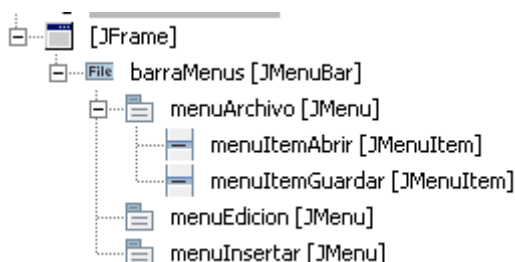 [JFrame]
File barraMenus [JMenuBar]
menuArchivo [JMenu]
menuItemAbrir [JMenuItem]
menuItemGuardar [JMenuItem]
menuEdicion [JMenu]
menuInsertar [JMenu]